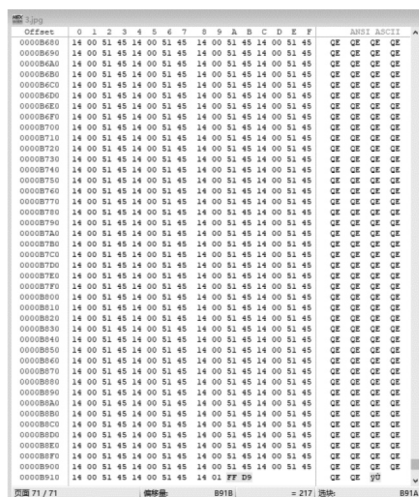 1.jpg
Offset 0 1 2 3 4 5 6 7 8 9 A B C D E F ANSI ASCII
0000B680 14 00 51 45 14 00 51 45 14 00 51 45 14 00 51 45 QE QE QE QE
0000B690 14 00 51 45 14 00 51 45 14 00 51 45 14 00 51 45 QE QE QE QE
0000B6A0 14 00 51 45 14 00 51 45 14 00 51 45 14 00 51 45 QE QE QE QE
0000B6B0 14 00 51 45 14 00 51 45 14 00 51 45 14 00 51 45 QE QE QE QE
0000B6C0 14 00 51 45 14 00 51 45 14 00 51 45 14 00 51 45 QE QE QE QE
0000B6D0 14 00 51 45 14 00 51 45 14 00 51 45 14 00 51 45 QE QE QE QE
0000B6E0 14 00 51 45 14 00 51 45 14 00 51 45 14 00 51 45 QE QE QE QE
0000B6F0 14 00 51 45 14 00 51 45 14 00 51 45 14 00 51 45 QE QE QE QE
0000B700 14 00 51 45 14 00 51 45 14 00 51 45 14 00 51 45 QE QE QE QE
0000B710 14 00 51 45 14 00 51 45 14 00 51 45 14 00 51 45 QE QE QE QE
0000B720 14 00 51 45 14 00 51 45 14 00 51 45 14 00 51 45 QE QE QE QE
0000B730 14 00 51 45 14 00 51 45 14 00 51 45 14 00 51 45 QE QE QE QE
0000B740 14 00 51 45 14 00 51 45 14 00 51 45 14 00 51 45 QE QE QE QE
0000B750 14 00 51 45 14 00 51 45 14 00 51 45 14 00 51 45 QE QE QE QE
0000B760 14 00 51 45 14 00 51 45 14 00 51 45 14 00 51 45 QE QE QE QE
0000B770 14 00 51 45 14 00 51 45 14 00 51 45 14 00 51 45 QE QE QE QE
0000B780 14 00 51 45 14 00 51 45 14 00 51 45 14 00 51 45 QE QE QE QE
0000B790 14 00 51 45 14 00 51 45 14 00 51 45 14 00 51 45 QE QE QE QE
0000B7A0 14 00 51 45 14 00 51 45 14 00 51 45 14 00 51 45 QE QE QE QE
0000B7B0 14 00 51 45 14 00 51 45 14 00 51 45 14 00 51 45 QE QE QE QE
0000B7C0 14 00 51 45 14 00 51 45 14 00 51 45 14 00 51 45 QE QE QE QE
0000B7D0 14 00 51 45 14 00 51 45 14 00 51 45 14 00 51 45 QE QE QE QE
0000B7E0 14 00 51 45 14 00 51 45 14 00 51 45 14 00 51 45 QE QE QE QE
0000B7F0 14 00 51 45 14 00 51 45 14 00 51 45 14 00 51 45 QE QE QE QE
0000B800 14 00 51 45 14 00 51 45 14 00 51 45 14 00 51 45 QE QE QE QE
0000B810 14 00 51 45 14 00 51 45 14 00 51 45 14 00 51 45 QE QE QE QE
0000B820 14 00 51 45 14 00 51 45 14 00 51 45 14 00 51 45 QE QE QE QE
0000B830 14 00 51 45 14 00 51 45 14 00 51 45 14 00 51 45 QE QE QE QE
0000B840 14 00 51 45 14 00 51 45 14 00 51 45 14 00 51 45 QE QE QE QE
0000B850 14 00 51 45 14 00 51 45 14 00 51 45 14 00 51 45 QE QE QE QE
0000B860 14 00 51 45 14 00 51 45 14 00 51 45 14 00 51 45 QE QE QE QE
0000B870 14 00 51 45 14 00 51 45 14 00 51 45 14 00 51 45 QE QE QE QE
0000B880 14 00 51 45 14 00 51 45 14 00 51 45 14 00 51 45 QE QE QE QE
0000B890 14 00 51 45 14 00 51 45 14 00 51 45 14 00 51 45 QE QE QE QE
0000B8A0 14 00 51 45 14 00 51 45 14 00 51 45 14 00 51 45 QE QE QE QE
0000B8B0 14 00 51 45 14 00 51 45 14 00 51 45 14 00 51 45 QE QE QE QE
0000B8C0 14 00 51 45 14 00 51 45 14 00 51 45 14 00 51 45 QE QE QE QE
0000B8D0 14 00 51 45 14 00 51 45 14 00 51 45 14 00 51 45 QE QE QE QE
0000B8E0 14 00 51 45 14 00 51 45 14 00 51 45 14 00 51 45 QE QE QE QE
0000B8F0 14 00 51 45 14 00 51 45 14 00 51 45 14 00 51 45 QE QE QE QE
0000B900 14 00 51 45 14 00 51 45 14 00 51 45 14 00 51 45 QE QE QE QE
0000B910 14 00 51 45 14 00 51 45 14 01 FF D9 QE QE ÿÙ
页面 71 / 71 偏移量: B91B = 217 选块: B91A